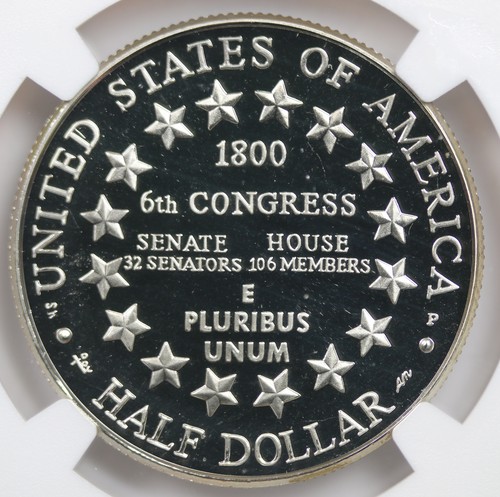 UNITED STATES OF AMERICA
1800
6th CONGRESS
SENATE HOUSE
32 SENATORS 106 MEMBERS
E
PLURIBUS
UNUM
P
HALF DOLLAR